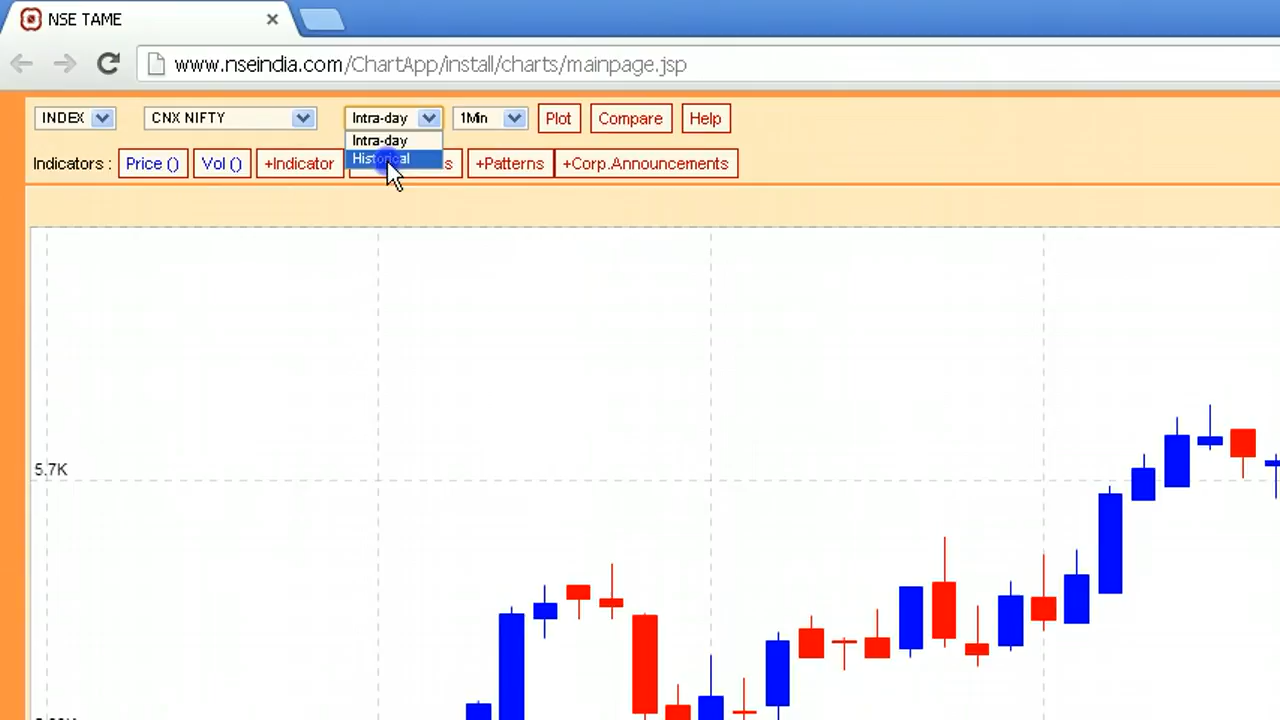 NSE TAME
www.nseindia.com/ChartApp/install/charts/mainpage.jsp
INDEX CNX NIFTY Intra-day 1Min Plot Compare Help
Intra-day
Historical
Indicators : Price () Vol () +Indicator s +Patterns +Corp.Announcements
5.7K